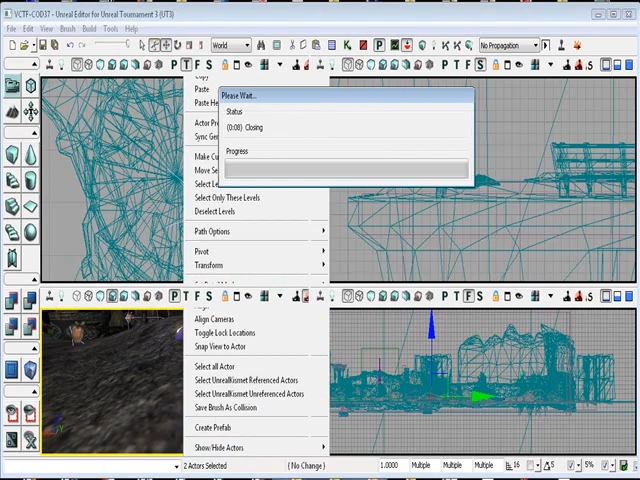 VCTF-COD37 - Unreal Editor for Unreal Tournament 3 (UT3)
File View Brush Build Tools Help
World No Propagation
P T F S
P T F S
Copy
Paste
Please Wait...
Status
(0:08) Closing
Progress
Select Only These Levels
Deselect Levels
Path Options
Pivot
Transform
P T F S
P T F S
Align Cameras
Toggle Lock Locations
Snap View to Actor
Select all Actor
Select UnrealKismet Referenced Actors
Select UnrealKismet Unreferenced Actors
Save Brush As Collision
Create Prefab
Show/Hide Actors
2 Actors Selected (No Change) 1.0000 Multiple Multiple Multiple 16 5 5%